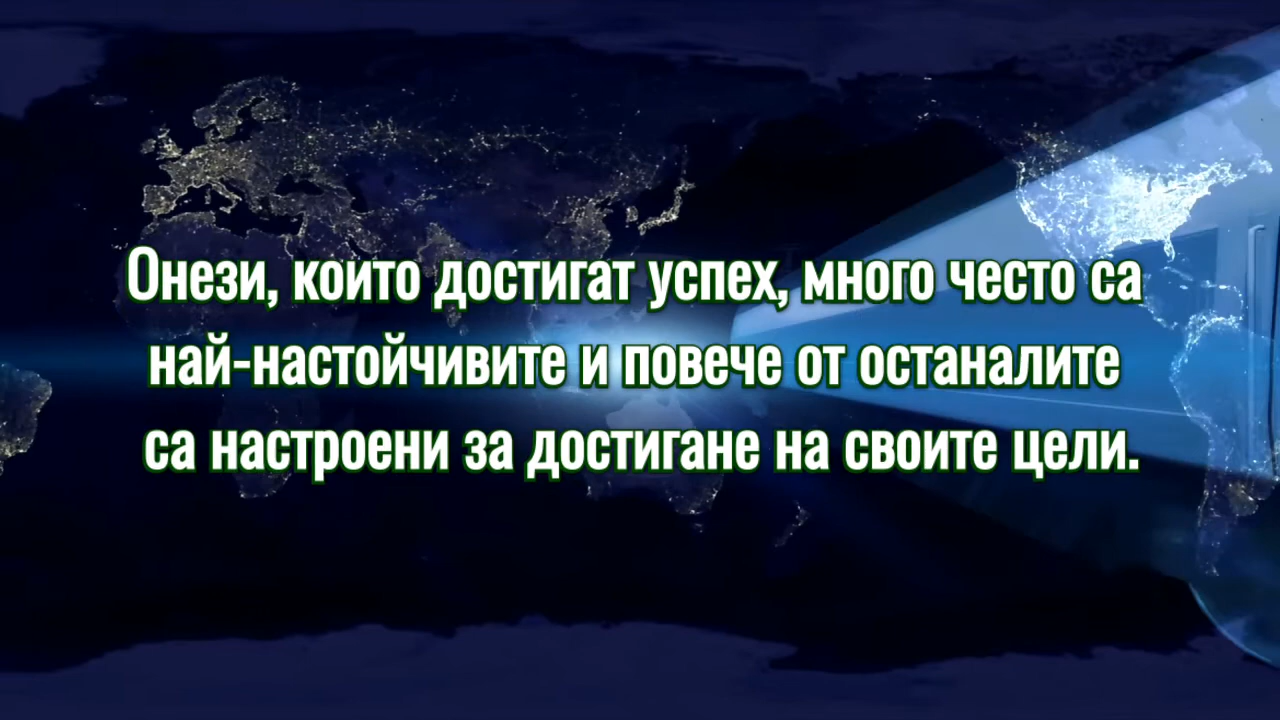 Онези, които достигат успех, много често са
най-настойчивите и повече от останалите
са настроени за достигане на своите цели.